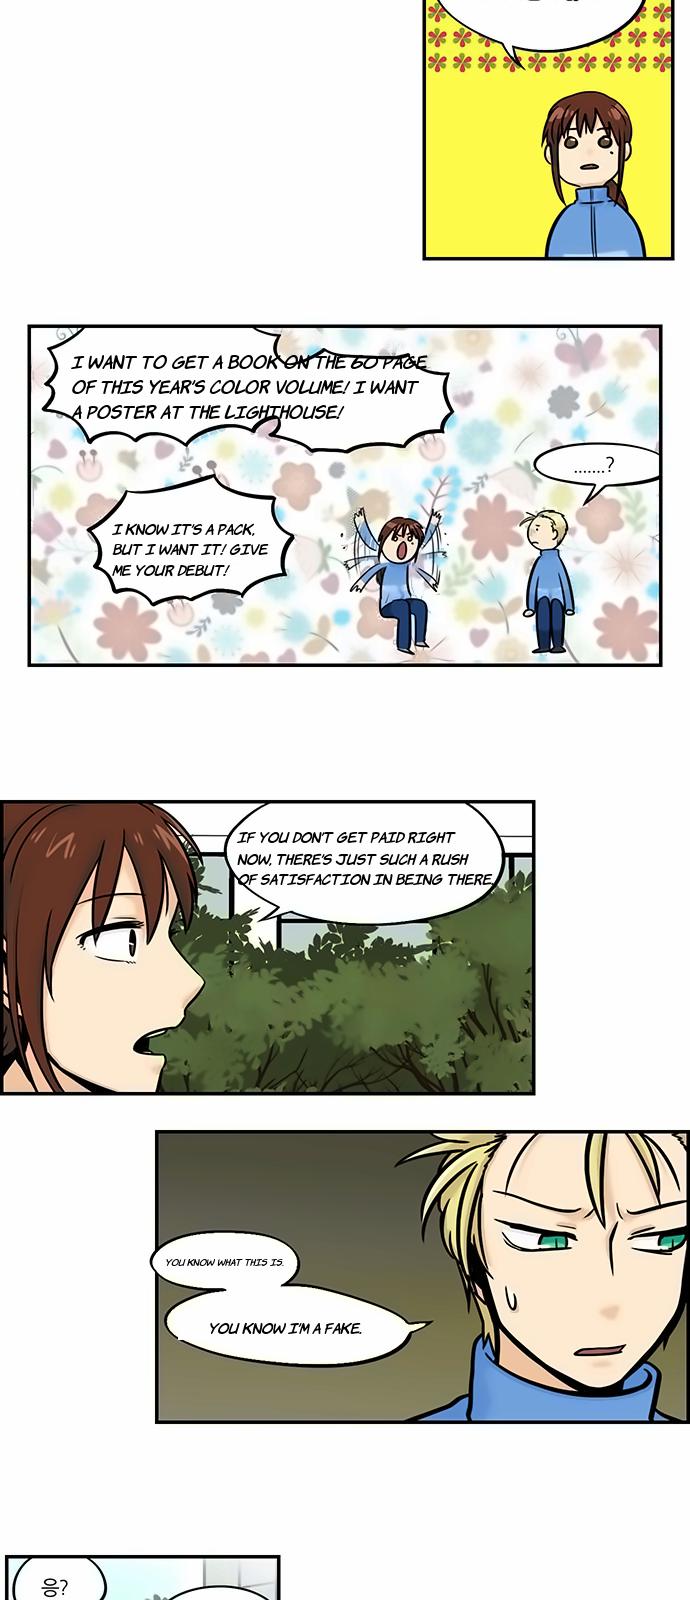 I WANT TO GET A BOOK ON THE 60 PAGE
OF THIS YEAR'S COLOR VOLUME! I WANT
A POSTER AT THE LIGHTHOUSE!
.......?
I KNOW IT'S A PACK,
BUT I WANT IT! GIVE
ME YOUR DEBUT!
IF YOU DON'T GET PAID RIGHT
NOW, THERE'S JUST SUCH A RUSH
OF SATISFACTION IN BEING THERE.
YOU KNOW WHAT THIS IS.
YOU KNOW I'M A FAKE.
응?